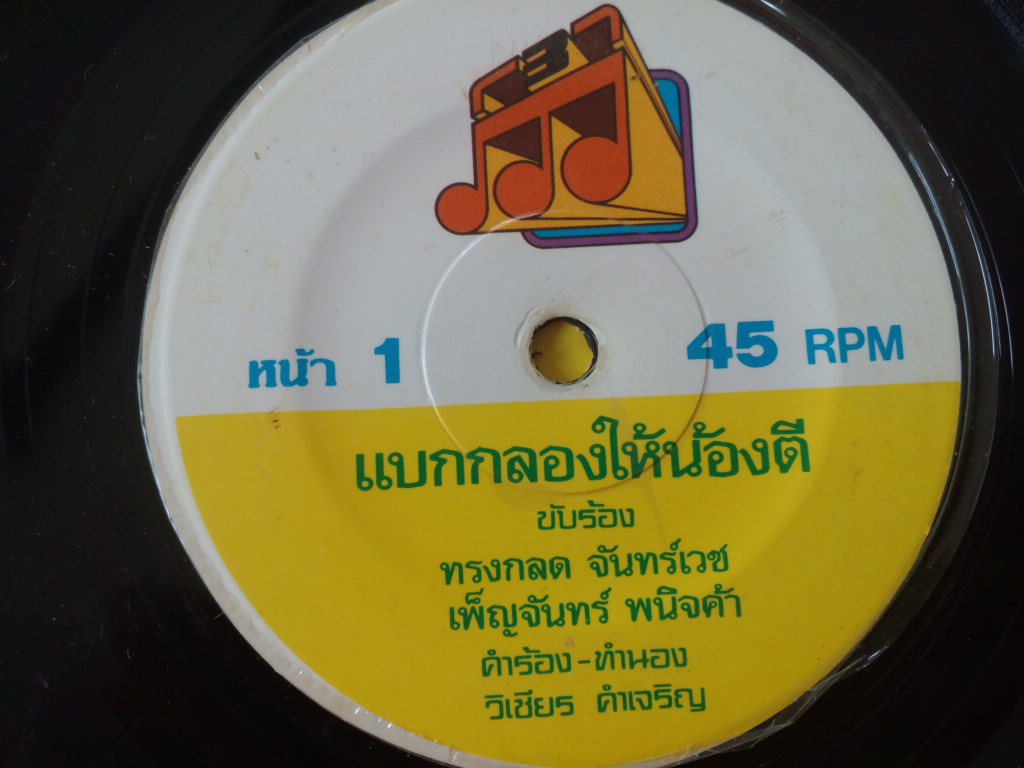 หน้า 1 45 RPM
แบกกลองให้น้องตี
ขับร้อง
ทรงกลด จันทร์เวช
เพ็ญจันทร์ พนิจค้า
คำร้อง-ทำนอง
วิเชียร คำเจริญ